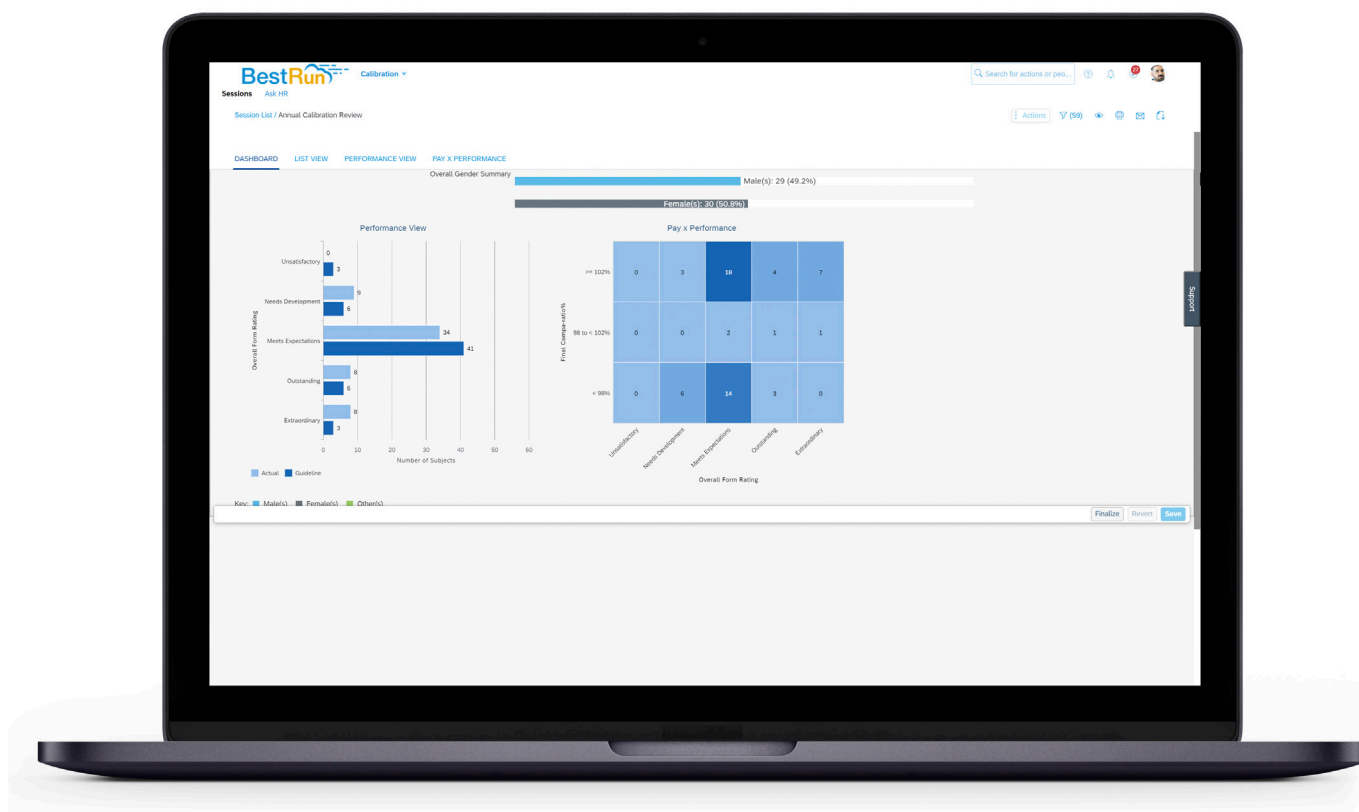 BestRun
Calibration
Search for actions or peo...
77
Sessions
Ask HR
Session List / Annual Calibration Review
Actions
(59)
DASHBOARD
LIST VIEW
PERFORMANCE VIEW
PAY X PERFORMANCE
Overall Gender Summary
Male(s): 29 (49.2%)
Female(s): 30 (50.8%)
Performance View
Overall Form Rating
Unsatisfactory
0
3
Needs Development
9
6
Meets Expectations
34
41
Outstanding
8
6
Extraordinary
8
3
0 10 20 30 40 50 60
Number of Subjects
Actual
Guideline
Pay x Performance
Final Compa-ratio%
>= 102% 0 3 18 4 7
98 to < 102% 0 0 2 1 1
< 98% 0 6 14 3 0
Unsatisfactory
Needs Development
Meets Expectations
Outstanding
Extraordinary
Overall Form Rating
Support
Key: Male(s) Female(s) Other(s)
Finalize
Revert
Save